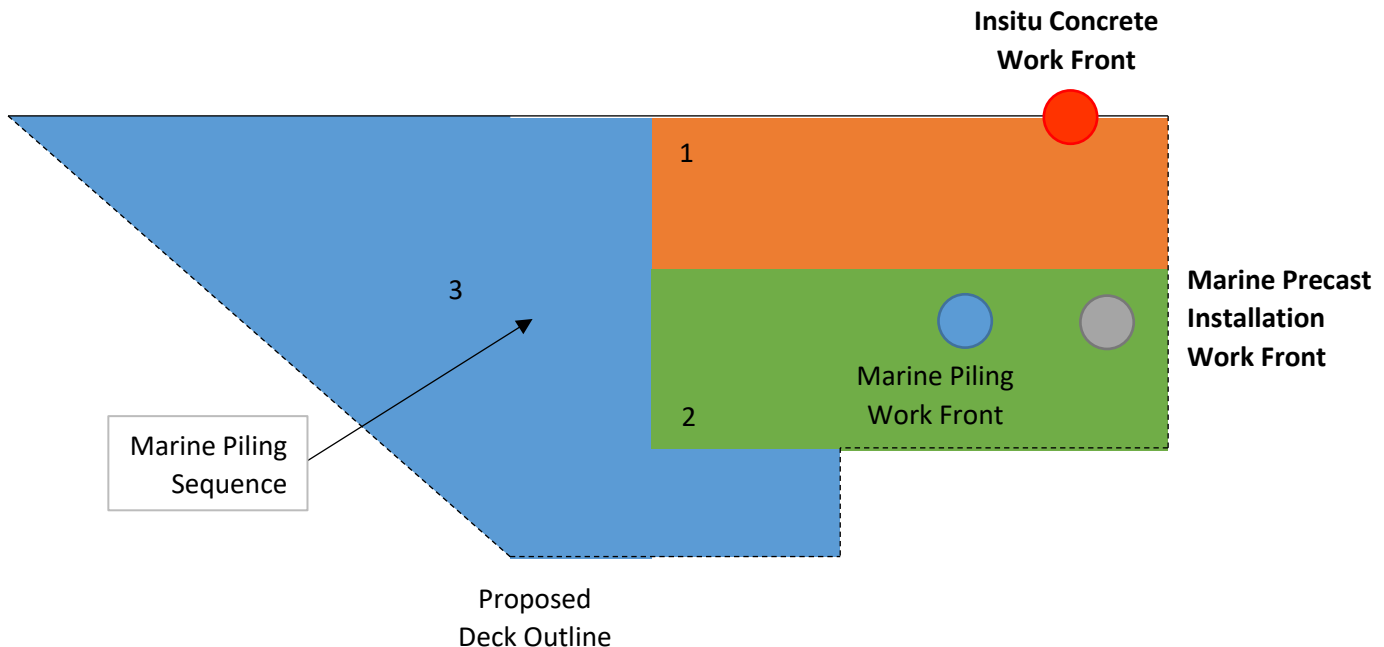 Insitu Concrete
Work Front
1
3
Marine Precast
Installation
Work Front
Marine Piling
Work Front
2
Marine Piling
Sequence
Proposed
Deck Outline